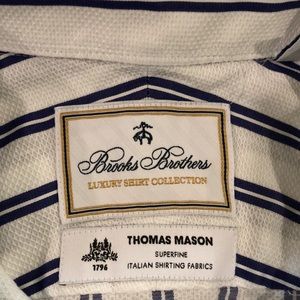 Brooks Brothers
LUXURY SHIRT COLLECTION
THOMAS MASON
SUPERFINE
1796
ITALIAN SHIRTING FABRICS